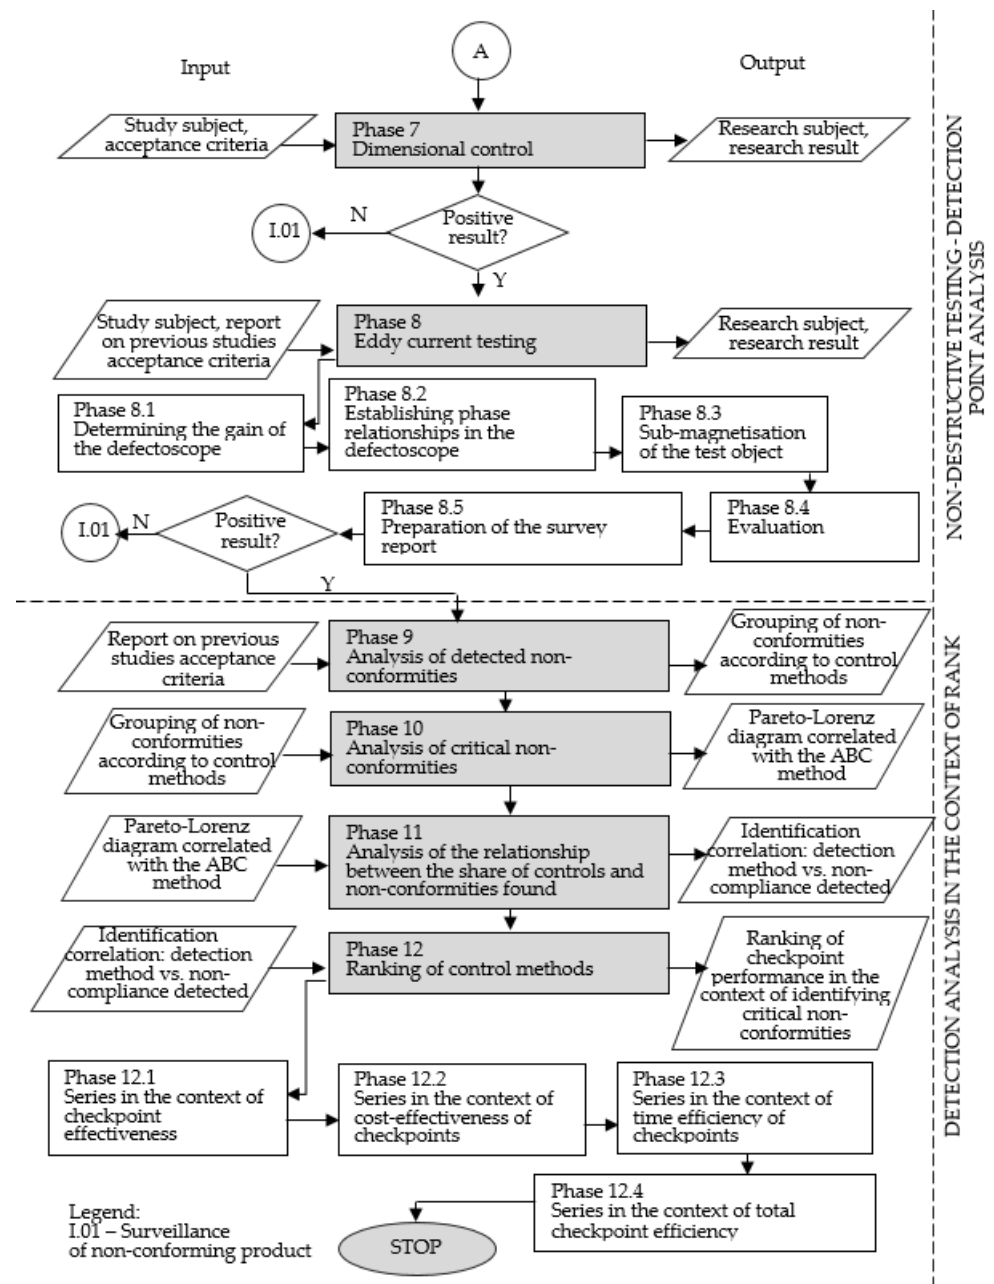 A
Input
Output
Study subject,
acceptance criteria
Phase 7
Dimensional control
Research subject,
research result
N
I.01
Positive
result?
Y
Study subject, report
on previous studies
acceptance criteria
Phase 8
Eddy current testing
Research subject,
research result
Phase 8.1
Determining the gain of
the defectoscope
Phase 8.2
Establishing phase
relationships in the
defectoscope
Phase 8.3
Sub-magnetisation
of the test object
Phase 8.4
Evaluation
Phase 8.5
Preparation of the survey
report
Positive
result?
N
I.01
Y
NON-DESTRUCTIVE TESTING - DETECTION
POINT ANALYSIS
Report on previous
studies acceptance
criteria
Phase 9
Analysis of detected non-
conformities
Grouping of non-
conformities
according to control
methods
Grouping of non-
conformities
according to control
methods
Phase 10
Analysis of critical non-
conformities
Pareto-Lorenz
diagram correlated
with the ABC
method
Pareto-Lorenz
diagram correlated
with the ABC
method
Phase 11
Analysis of the relationship
between the share of controls and
non-conformities found
Identification
correlation: detection
method vs. non-
compliance detected
Identification
correlation: detection
method vs. non-
compliance detected
Phase 12
Ranking of control methods
Ranking of
checkpoint
performance in the
context of identifying
critical non-
conformities
Phase 12.1
Series in the context of
checkpoint
effectiveness
Phase 12.2
Series in the context of
cost-effectiveness of
checkpoints
Phase 12.3
Series in the context of
time efficiency of
checkpoints
Phase 12.4
Series in the context of total
checkpoint efficiency
STOP
Legend:
I.01 – Surveillance
of non-conforming product
DETECTION ANALYSIS IN THE CONTEXT OF RANK